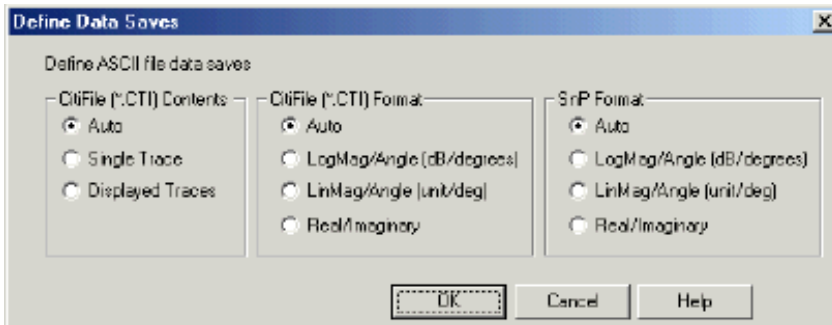 Define Data Saves
Define ASCII file data saves
CitiFile (*.CTI) Contents
Auto
Single Trace
Displayed Traces
CitiFile (*.CTI) Format
Auto
LogMag/Angle (dB/degrees)
LinMag/Angle (unit/deg)
Real/Imaginary
SnP Format
Auto
LogMag/Angle (dB/degrees)
LinMag/Angle (unit/deg)
Real/Imaginary
OK
Cancel
Help